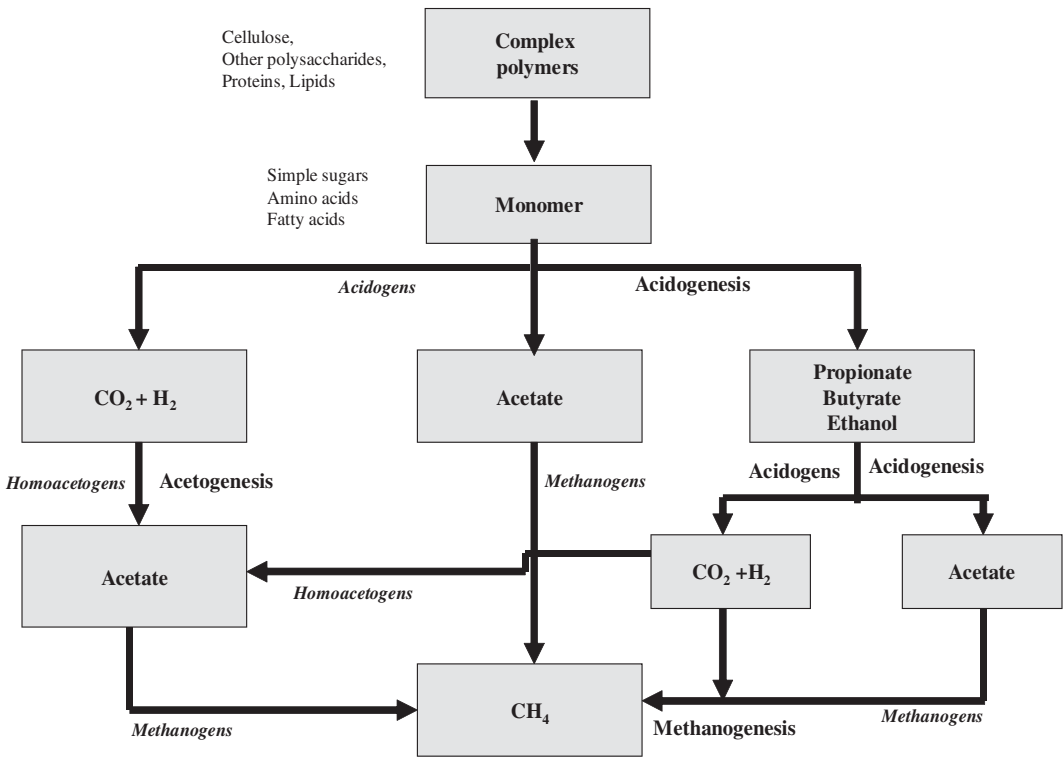 Cellulose,
Other polysaccharides,
Proteins, Lipids
Complex
polymers
Simple sugars
Amino acids
Fatty acids
Monomer
Acidogens
Acidogenesis
CO₂ + H₂
Acetate
Propionate
Butyrate
Ethanol
Homoacetogens
Acetogenesis
Methanogens
Acidogens
Acidogenesis
Acetate
Homoacetogens
CO₂ +H₂
Acetate
Methanogens
CH₄
Methanogenesis
Methanogens